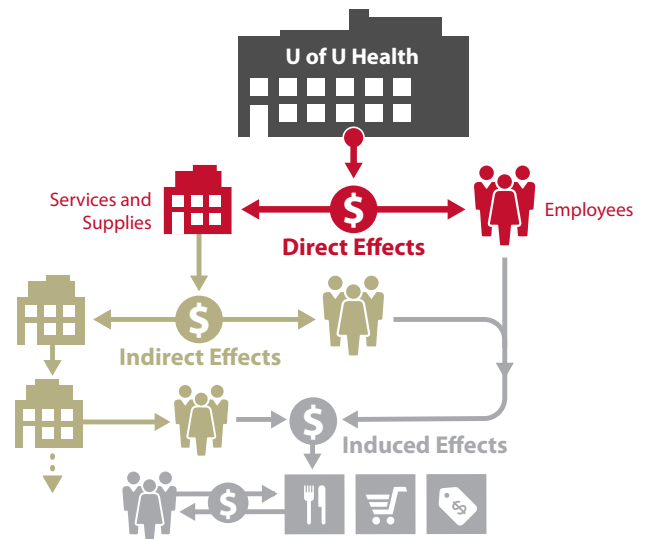 U of U Health
Services and
Supplies
$
Employees
Direct Effects
$
Indirect Effects
$
Induced Effects
$
$